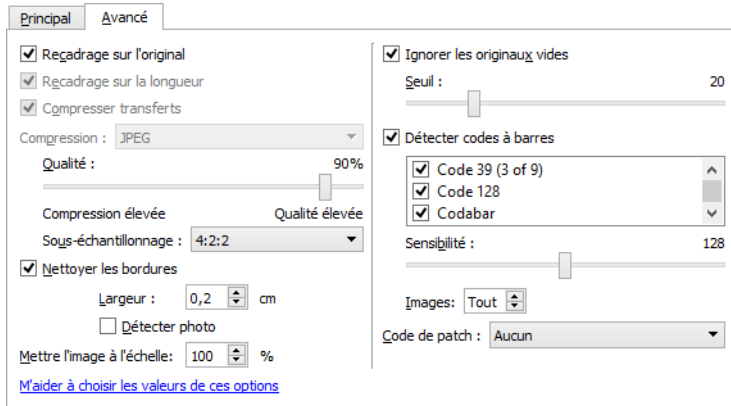 Principal
Avancé
Recadrage sur l'original
Recadrage sur la longueur
Compresser transferts
Compression : JPEG
Qualité : 90%
Compression élevée Qualité élevée
Sous-échantillonnage : 4:2:2
Nettoyer les bordures
Largeur : 0,2 cm
Détecter photo
Mettre l'image à l'échelle: 100 %
M'aider à choisir les valeurs de ces options
Ignorer les originaux vides
Seuil : 20
Détecter codes à barres
Code 39 (3 of 9)
Code 128
Codabar
Sensibilité : 128
Images: Tout
Code de patch : Aucun